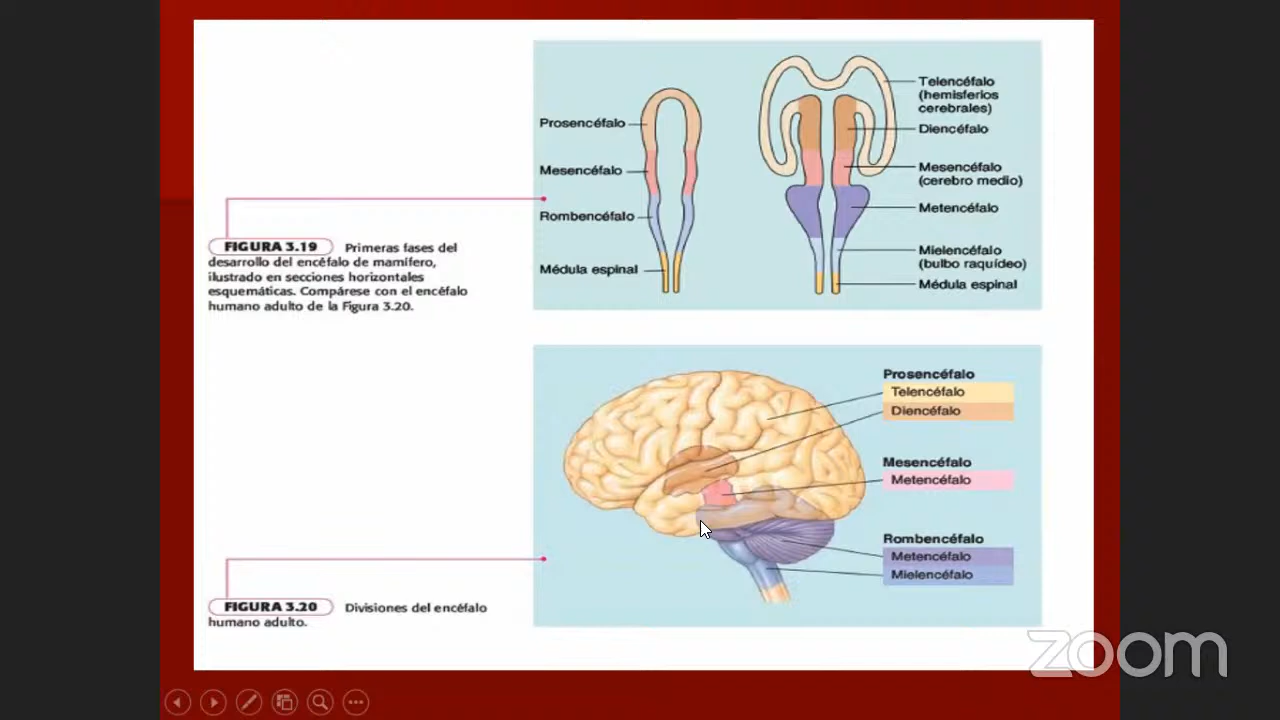 Prosencéfalo
Mesencéfalo
Rombencéfalo
Médula espinal
Telencéfalo
(hemisferios
cerebrales)
Diencéfalo
Mesencéfalo
(cerebro medio)
Metencéfalo
Mielencéfalo
(bulbo raquídeo)
Médula espinal
FIGURA 3.19 Primeras fases del
desarrollo del encéfalo de mamífero,
ilustrado en secciones horizontales
esquemáticas. Compárese con el encéfalo
humano adulto de la Figura 3.20.
Prosencéfalo
Telencéfalo
Diencéfalo
Mesencéfalo
Metencéfalo
Rombencéfalo
Metencéfalo
Mielencéfalo
FIGURA 3.20 Divisiones del encéfalo
humano adulto.
zoom